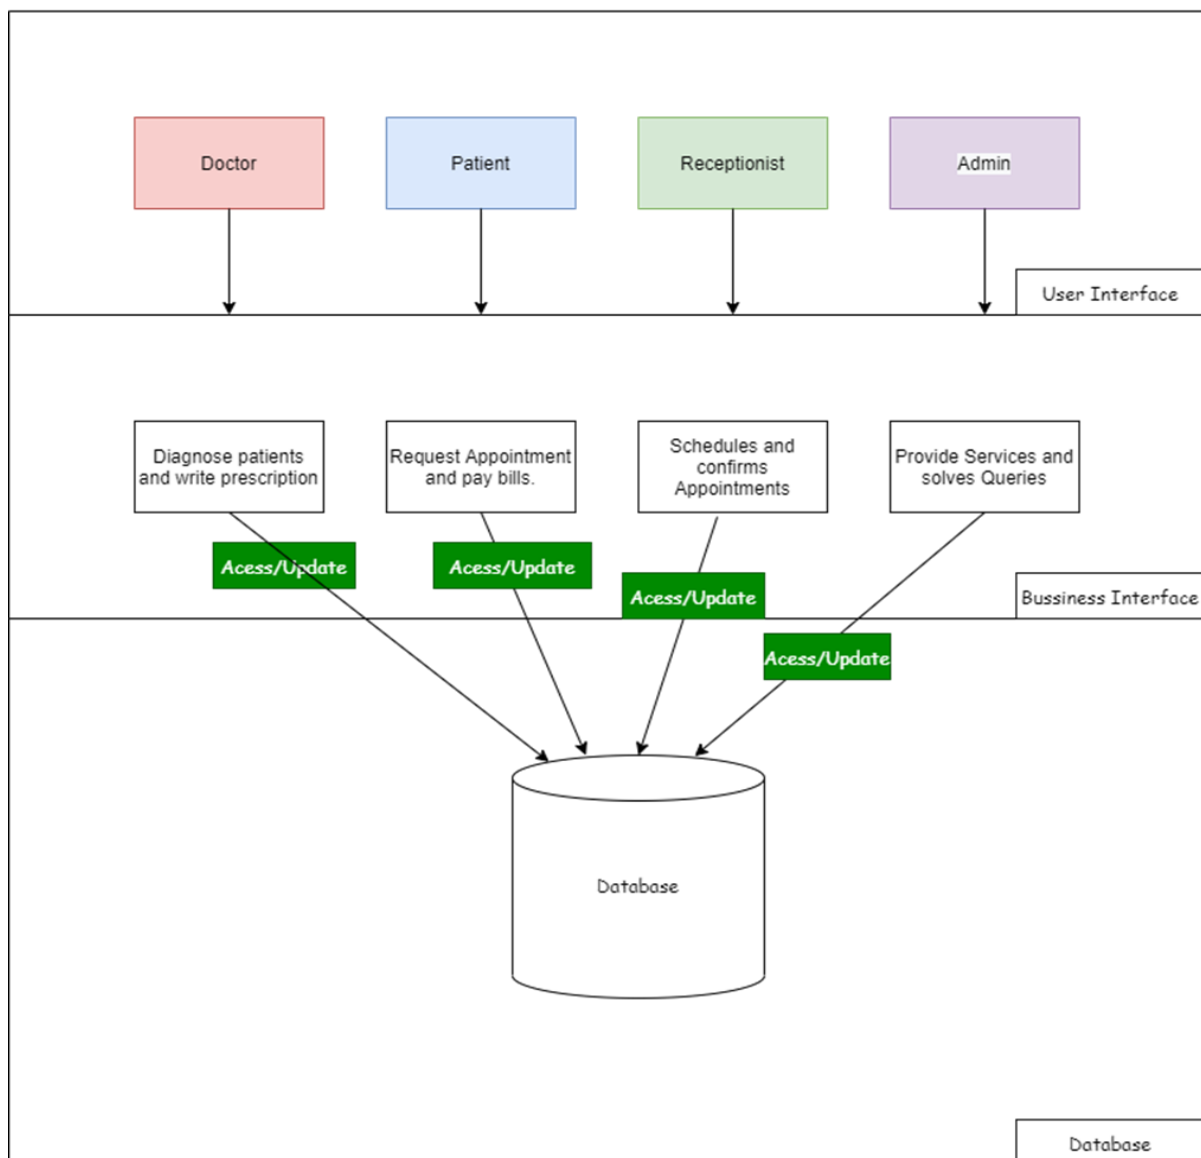 Doctor
Patient
Receptionist
Admin
User Interface
Diagnose patients
and write prescription
Request Appointment
and pay bills.
Schedules and
confirms
Appointments
Provide Services and
solves Queries
Acess/Update
Acess/Update
Acess/Update
Bussiness Interface
Acess/Update
Database
Database